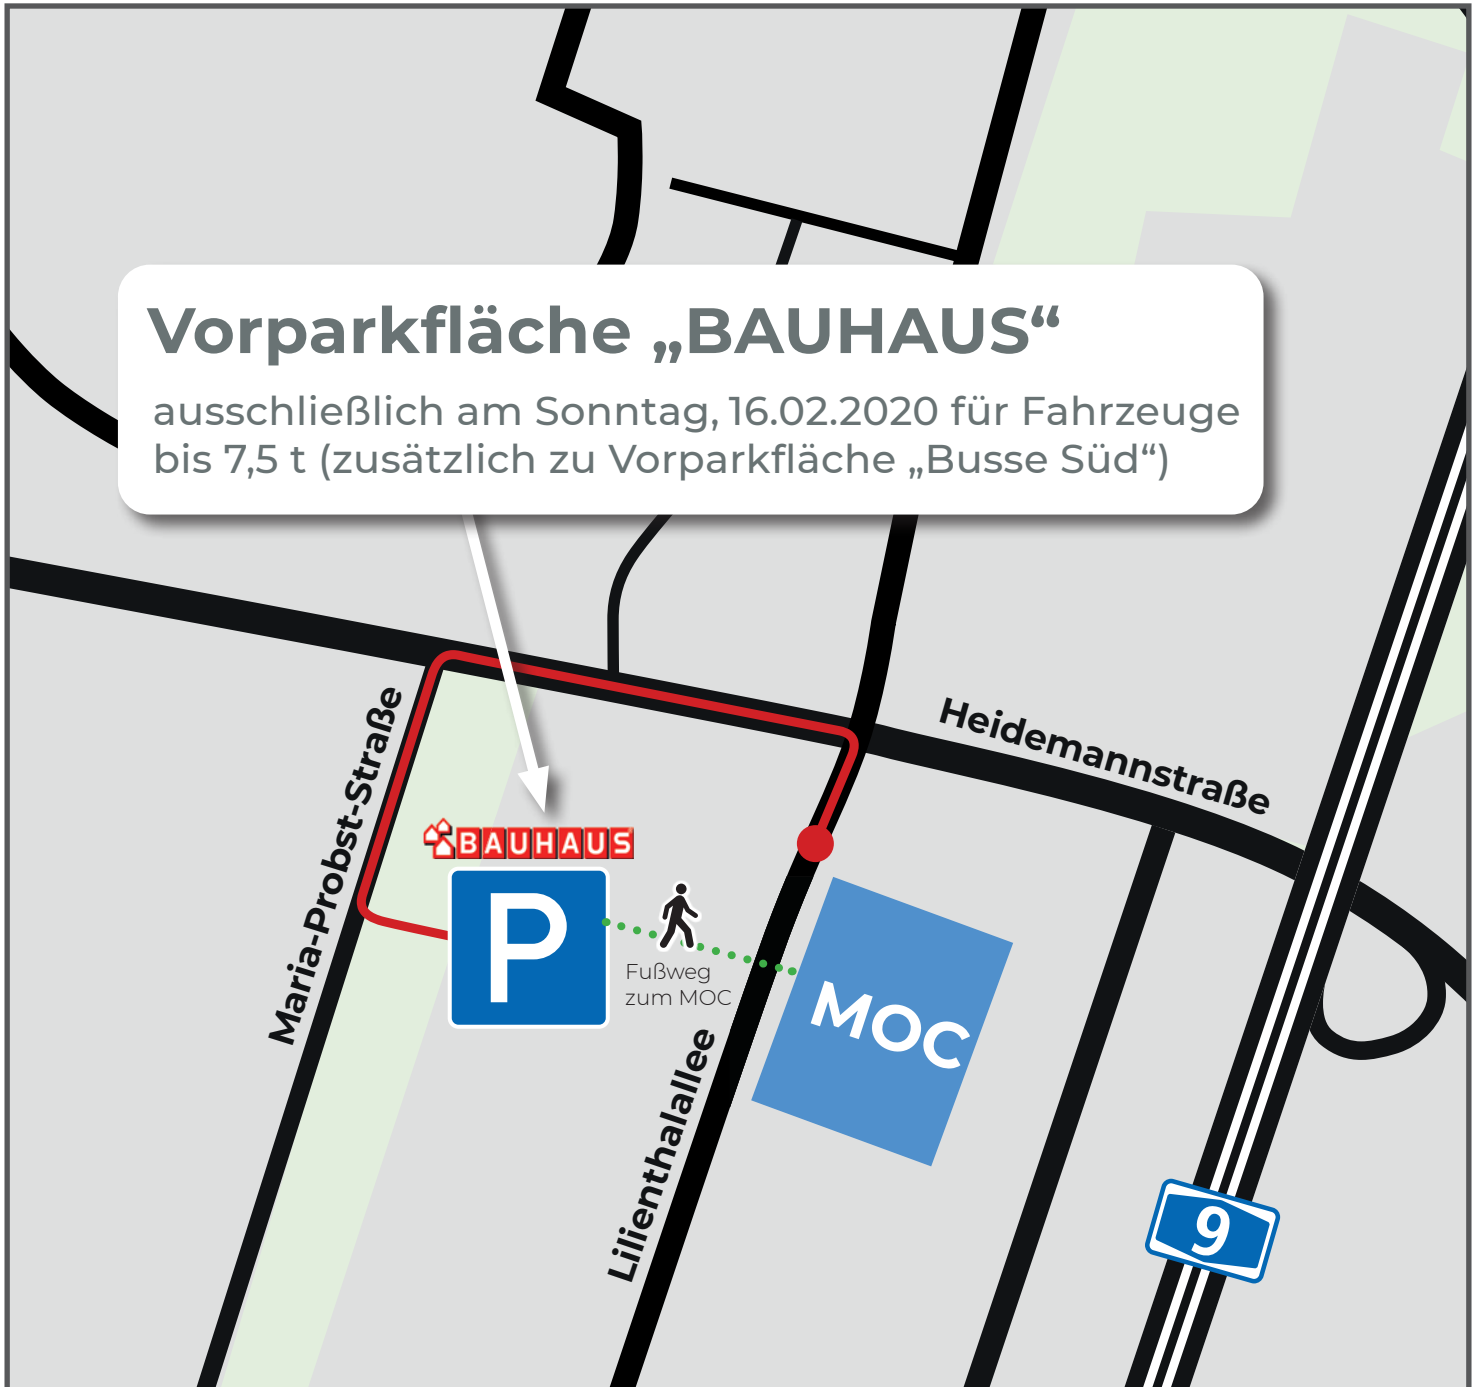 Vorparkfläche „BAUHAUS“
ausschließlich am Sonntag, 16.02.2020 für Fahrzeuge
bis 7,5 t (zusätzlich zu Vorparkfläche „Busse Süd“)
Heidemannstraße
Maria-Probst-Straße
BAUHAUS
P
Fußweg
zum MOC
MOC
Lilienthalallee
9